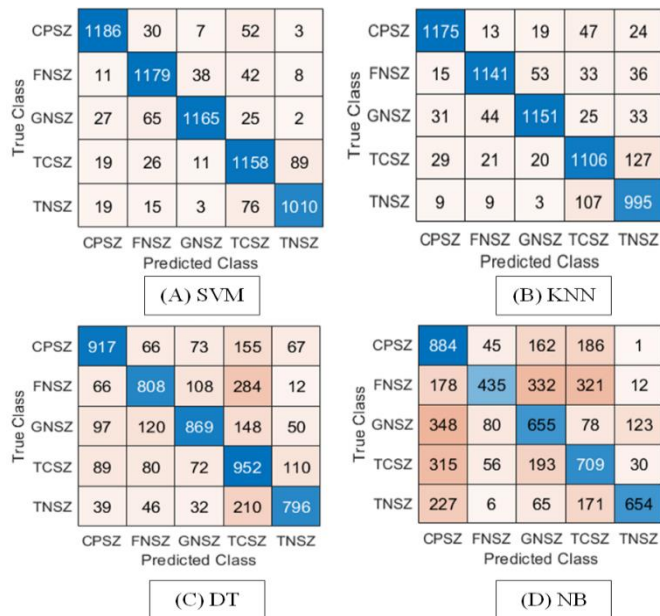 True Class
CPSZ 1186 30 7 52 3
FNSZ 11 1179 38 42 8
GNSZ 27 65 1165 25 2
TCSZ 19 26 11 1158 89
TNSZ 19 15 3 76 1010
CPSZ FNSZ GNSZ TCSZ TNSZ
Predicted Class
(A) SVM
True Class
CPSZ 1175 13 19 47 24
FNSZ 15 1141 53 33 36
GNSZ 31 44 1151 25 33
TCSZ 29 21 20 1106 127
TNSZ 9 9 3 107 995
CPSZ FNSZ GNSZ TCSZ TNSZ
Predicted Class
(B) KNN
True Class
CPSZ 917 66 73 155 67
FNSZ 66 808 108 284 12
GNSZ 97 120 869 148 50
TCSZ 89 80 72 952 110
TNSZ 39 46 32 210 796
CPSZ FNSZ GNSZ TCSZ TNSZ
Predicted Class
(C) DT
True Class
CPSZ 884 45 162 186 1
FNSZ 178 435 332 321 12
GNSZ 348 80 655 78 123
TCSZ 315 56 193 709 30
TNSZ 227 6 65 171 654
CPSZ FNSZ GNSZ TCSZ TNSZ
Predicted Class
(D) NB